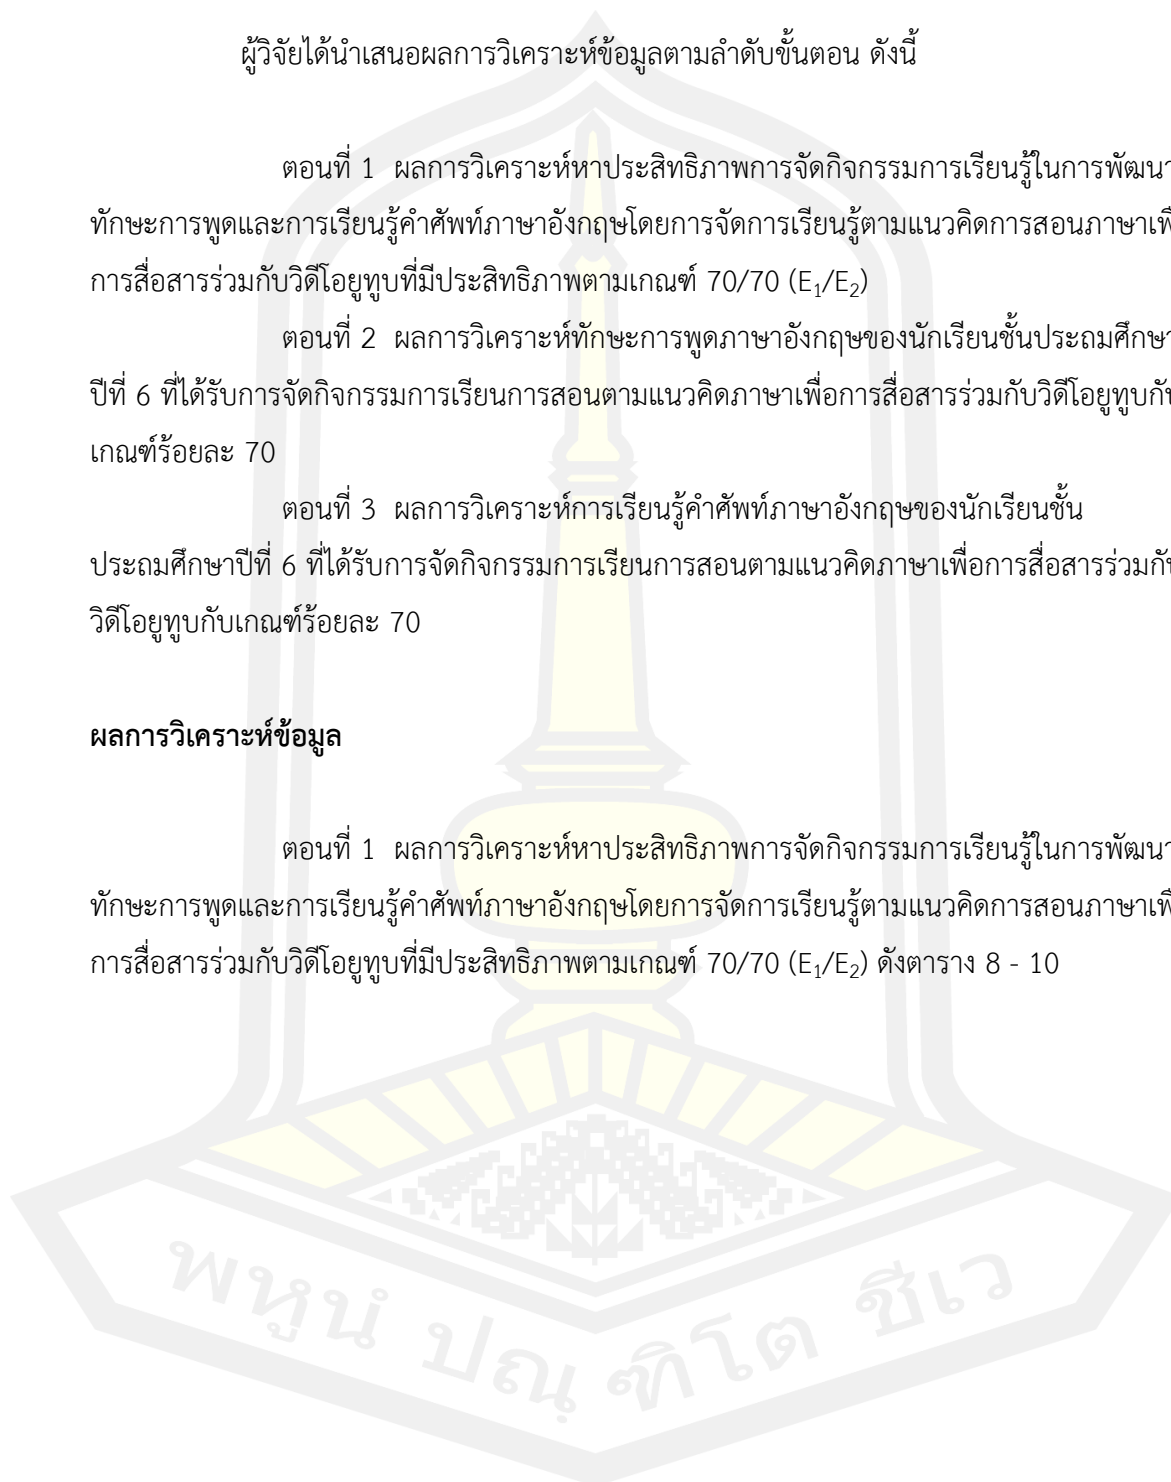 ผู้วิจัยได้นำเสนอผลการวิเคราะห์ข้อมูลตามลำดับขั้นตอน ดังนี้
ตอนที่ 1 ผลการวิเคราะห์หาประสิทธิภาพการจัดกิจกรรมการเรียนรู้ในการพัฒนา
ทักษะการพูดและการเรียนรู้คำศัพท์ภาษาอังกฤษโดยการจัดการเรียนรู้ตามแนวคิดการสอนภาษาเพื
การสื่อสารร่วมกับวิดีโอยูทูบที่มีประสิทธิภาพตามเกณฑ์ 70/70 (E₁/E₂)
ตอนที่ 2 ผลการวิเคราะห์ทักษะการพูดภาษาอังกฤษของนักเรียนชั้นประถมศึกษา
ปีที่ 6 ที่ได้รับการจัดกิจกรรมการเรียนการสอนตามแนวคิดภาษาเพื่อการสื่อสารร่วมกับวิดีโอยูทูบกับ
เกณฑ์ร้อยละ 70
ตอนที่ 3 ผลการวิเคราะห์การเรียนรู้คำศัพท์ภาษาอังกฤษของนักเรียนชั้น
ประถมศึกษาปีที่ 6 ที่ได้รับการจัดกิจกรรมการเรียนการสอนตามแนวคิดภาษาเพื่อการสื่อสารร่วมกับ
วิดีโอยูทูบกับเกณฑ์ร้อยละ 70
ผลการวิเคราะห์ข้อมูล
ตอนที่ 1 ผลการวิเคราะห์หาประสิทธิภาพการจัดกิจกรรมการเรียนรู้ในการพัฒนา
ทักษะการพูดและการเรียนรู้คำศัพท์ภาษาอังกฤษโดยการจัดการเรียนรู้ตามแนวคิดการสอนภาษาเพื
การสื่อสารร่วมกับวิดีโอยูทูบที่มีประสิทธิภาพตามเกณฑ์ 70/70 (E₁/E₂) ดังตาราง 8 - 10
พหูนํ ปณฺฑิโต ชีเว